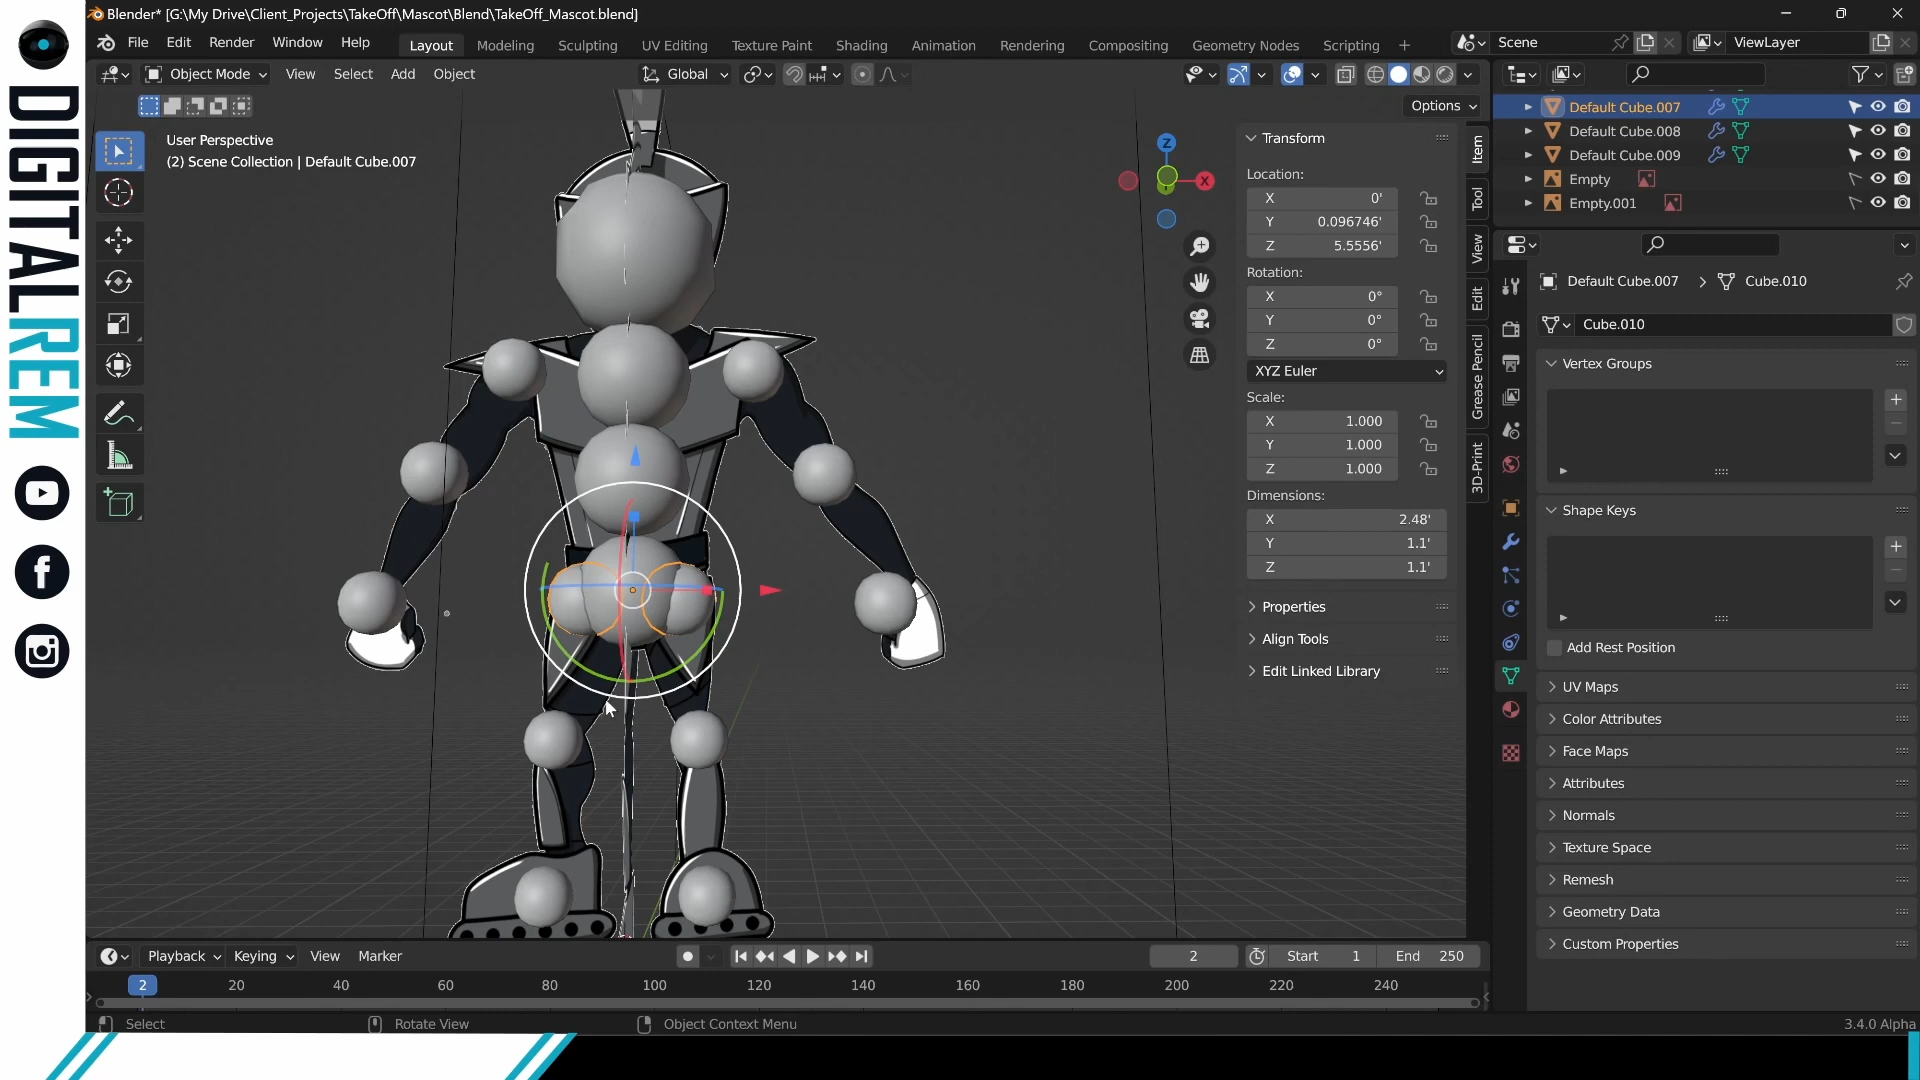 DIGITALREM
Blender* [G:\My Drive\Client_Projects\TakeOff\Mascot\Blend\TakeOff_Mascot.blend]
File Edit Render Window Help Layout Modeling Sculpting UV Editing Texture Paint Shading Animation Rendering Compositing Geometry Nodes Scripting + Scene ViewLayer
Object Mode View Select Add Object Global
Options
User Perspective
(2) Scene Collection | Default Cube.007
Z
X
Y
Transform
Location:
X 0'
Y 0.096746'
Z 5.5556'
Rotation:
X 0°
Y 0°
Z 0°
XYZ Euler
Scale:
X 1.000
Y 1.000
Z 1.000
Dimensions:
X 2.48'
Y 1.1'
Z 1.1'
Properties
Align Tools
Edit Linked Library
Item
Tool
View
Edit
Grease Pencil
3D-Print
Default Cube.007
Default Cube.008
Default Cube.009
Empty
Empty.001
Default Cube.007 > Cube.010
Cube.010
Vertex Groups
Shape Keys
Add Rest Position
UV Maps
Color Attributes
Face Maps
Attributes
Normals
Texture Space
Remesh
Geometry Data
Custom Properties
Playback Keying View Marker 2 Start 1 End 250
2 20 40 60 80 100 120 140 160 180 200 220 240
Select Rotate View Object Context Menu 3.4.0 Alpha